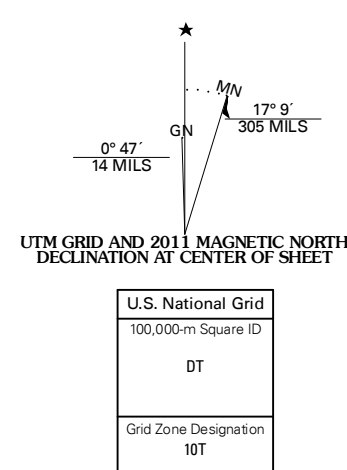 ★
MN
GN
17° 9´
305 MILS
0° 47´
14 MILS
UTM GRID AND 2011 MAGNETIC NORTH
DECLINATION AT CENTER OF SHEET
U.S. National Grid
100,000-m Square ID
DT
Grid Zone Designation
10T